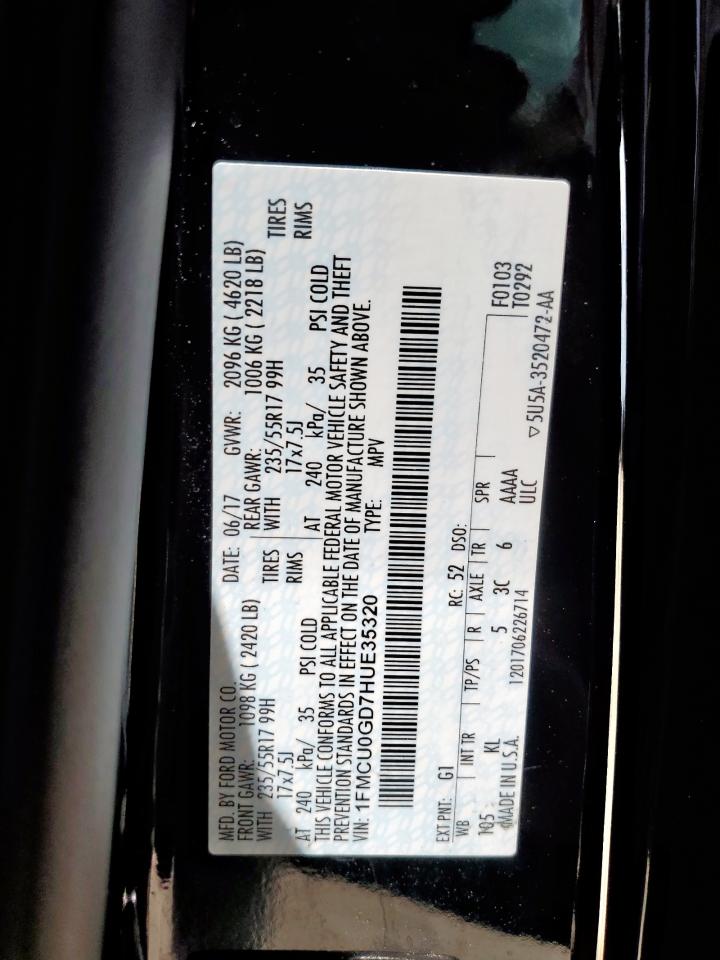 MFD. BY FORD MOTOR CO.
DATE: 06/17 GVWR: 2096 KG ( 4620 LB)
FRONT GAWR: 1098 KG ( 2420 LB)
REAR GAWR: 1006 KG ( 2218 LB)
WITH 235/55R17 99H TIRES
WITH 235/55R17 99H TIRES
17x7.5J RIMS
17x7.5J RIMS
AT 240 kPa/ 35 PSI COLD
AT 240 kPa/ 35 PSI COLD
THIS VEHICLE CONFORMS TO ALL APPLICABLE FEDERAL MOTOR VEHICLE SAFETY AND THEFT
PREVENTION STANDARDS IN EFFECT ON THE DATE OF MANUFACTURE SHOWN ABOVE.
VIN: 1FMCU0GD7HUE35320 TYPE: MPV
EXT PNT: G1 RC: 52 DSO:
WB INT TR TP/PS R AXLE TR SPR F0103
T0292
105 KL 5 3C 6 AAAA
ULC
MADE IN U.S.A. 1201706226714 ▽5U5A-3520472-AA